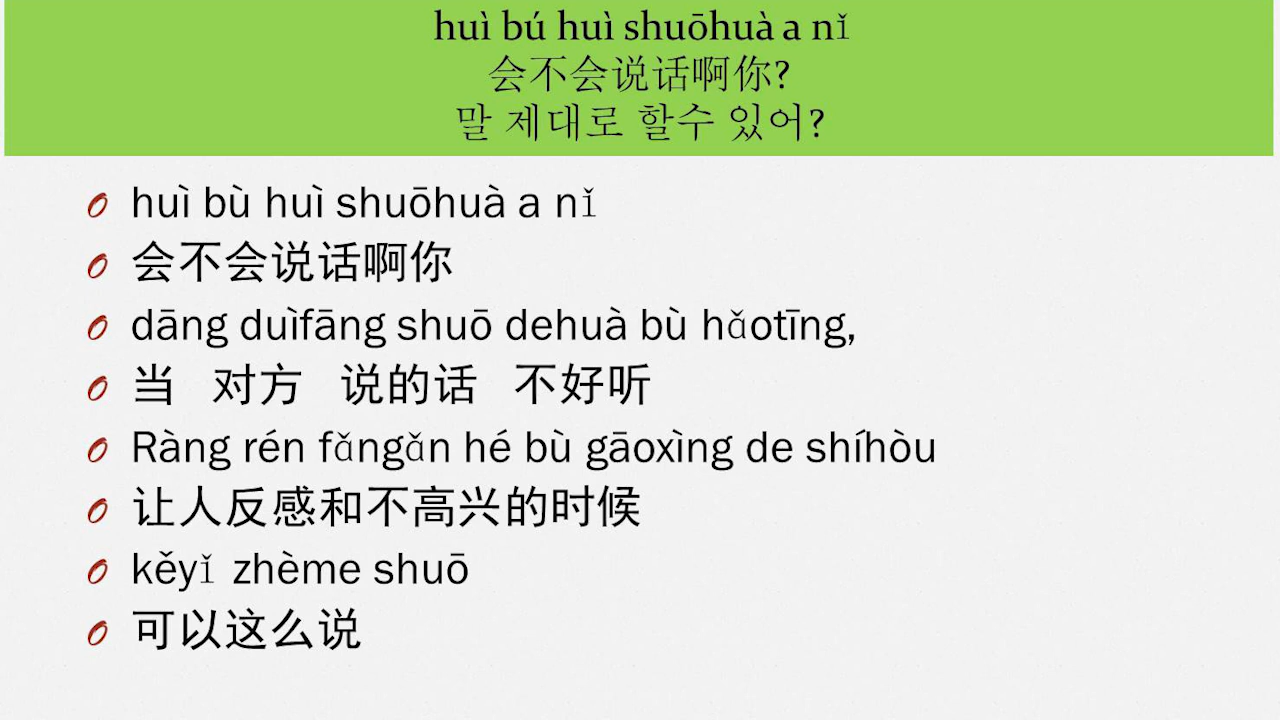 huì bú huì shuōhuà a nǐ
会不会说话啊你?
말 제대로 할수 있어?
huì bù huì shuōhuà a nǐ
会不会说话啊你
dāng duìfāng shuō dehuà bù hǎotīng,
当 对方 说的话 不好听
Ràng rén fǎngǎn hé bù gāoxìng de shíhòu
让人反感和不高兴的时候
kěyǐ zhème shuō
可以这么说